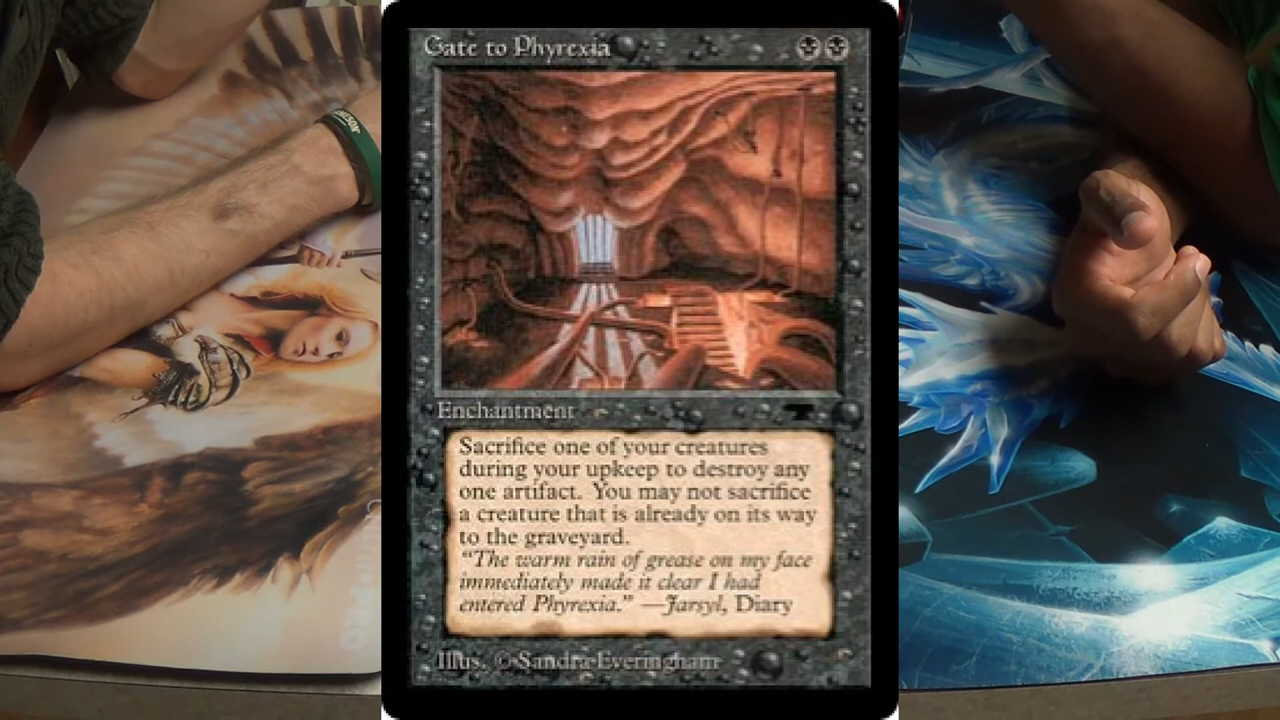 Gate to Phyrexia
Enchantment
Sacrifice one of your creatures
during your upkeep to destroy any
one artifact. You may not sacrifice
a creature that is already on its way
to the graveyard.
"The warm rain of grease on my face
immediately made it clear I had
entered Phyrexia." —Jarsyl, Diary
Illus. © Sandra Everingham